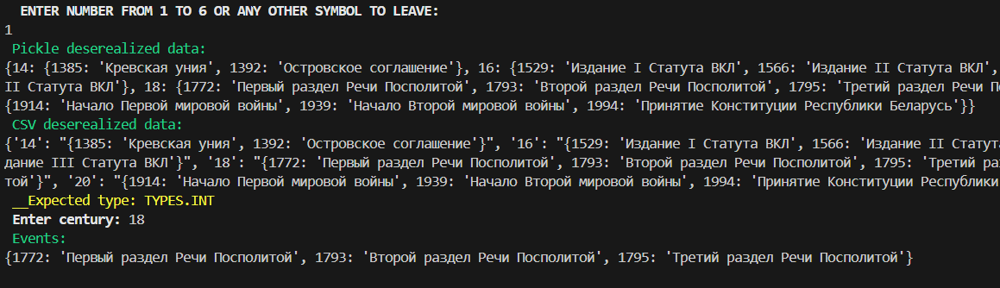 ENTER NUMBER FROM 1 TO 6 OR ANY OTHER SYMBOL TO LEAVE:
1
Pickle deserealized data:
{14: {1385: 'Кревская уния', 1392: 'Островское соглашение'}, 16: {1529: 'Издание I Статута ВКЛ', 1566: 'Издание II Статута ВКЛ',
II Статута ВКЛ'}, 18: {1772: 'Первый раздел Речи Посполитой', 1793: 'Второй раздел Речи Посполитой', 1795: 'Третий раздел Речи
{1914: 'Начало Первой мировой войны', 1939: 'Начало Второй мировой войны', 1994: 'Принятие Конституции Республики Беларусь'}}
CSV deserealized data:
{'14': "{1385: 'Кревская уния', 1392: 'Островское соглашение'}", '16': "{1529: 'Издание I Статута ВКЛ', 1566: 'Издание II Статут
дание III Статута ВКЛ'}", '18': "{1772: 'Первый раздел Речи Посполитой', 1793: 'Второй раздел Речи Посполитой', 1795: 'Третий
той'}", '20': "{1914: 'Начало Первой мировой войны', 1939: 'Начало Второй мировой войны', 1994: 'Принятие Конституции Республики
__Expected type: TYPES.INT
Enter century: 18
Events:
{1772: 'Первый раздел Речи Посполитой', 1793: 'Второй раздел Речи Посполитой', 1795: 'Третий раздел Речи Посполитой'}